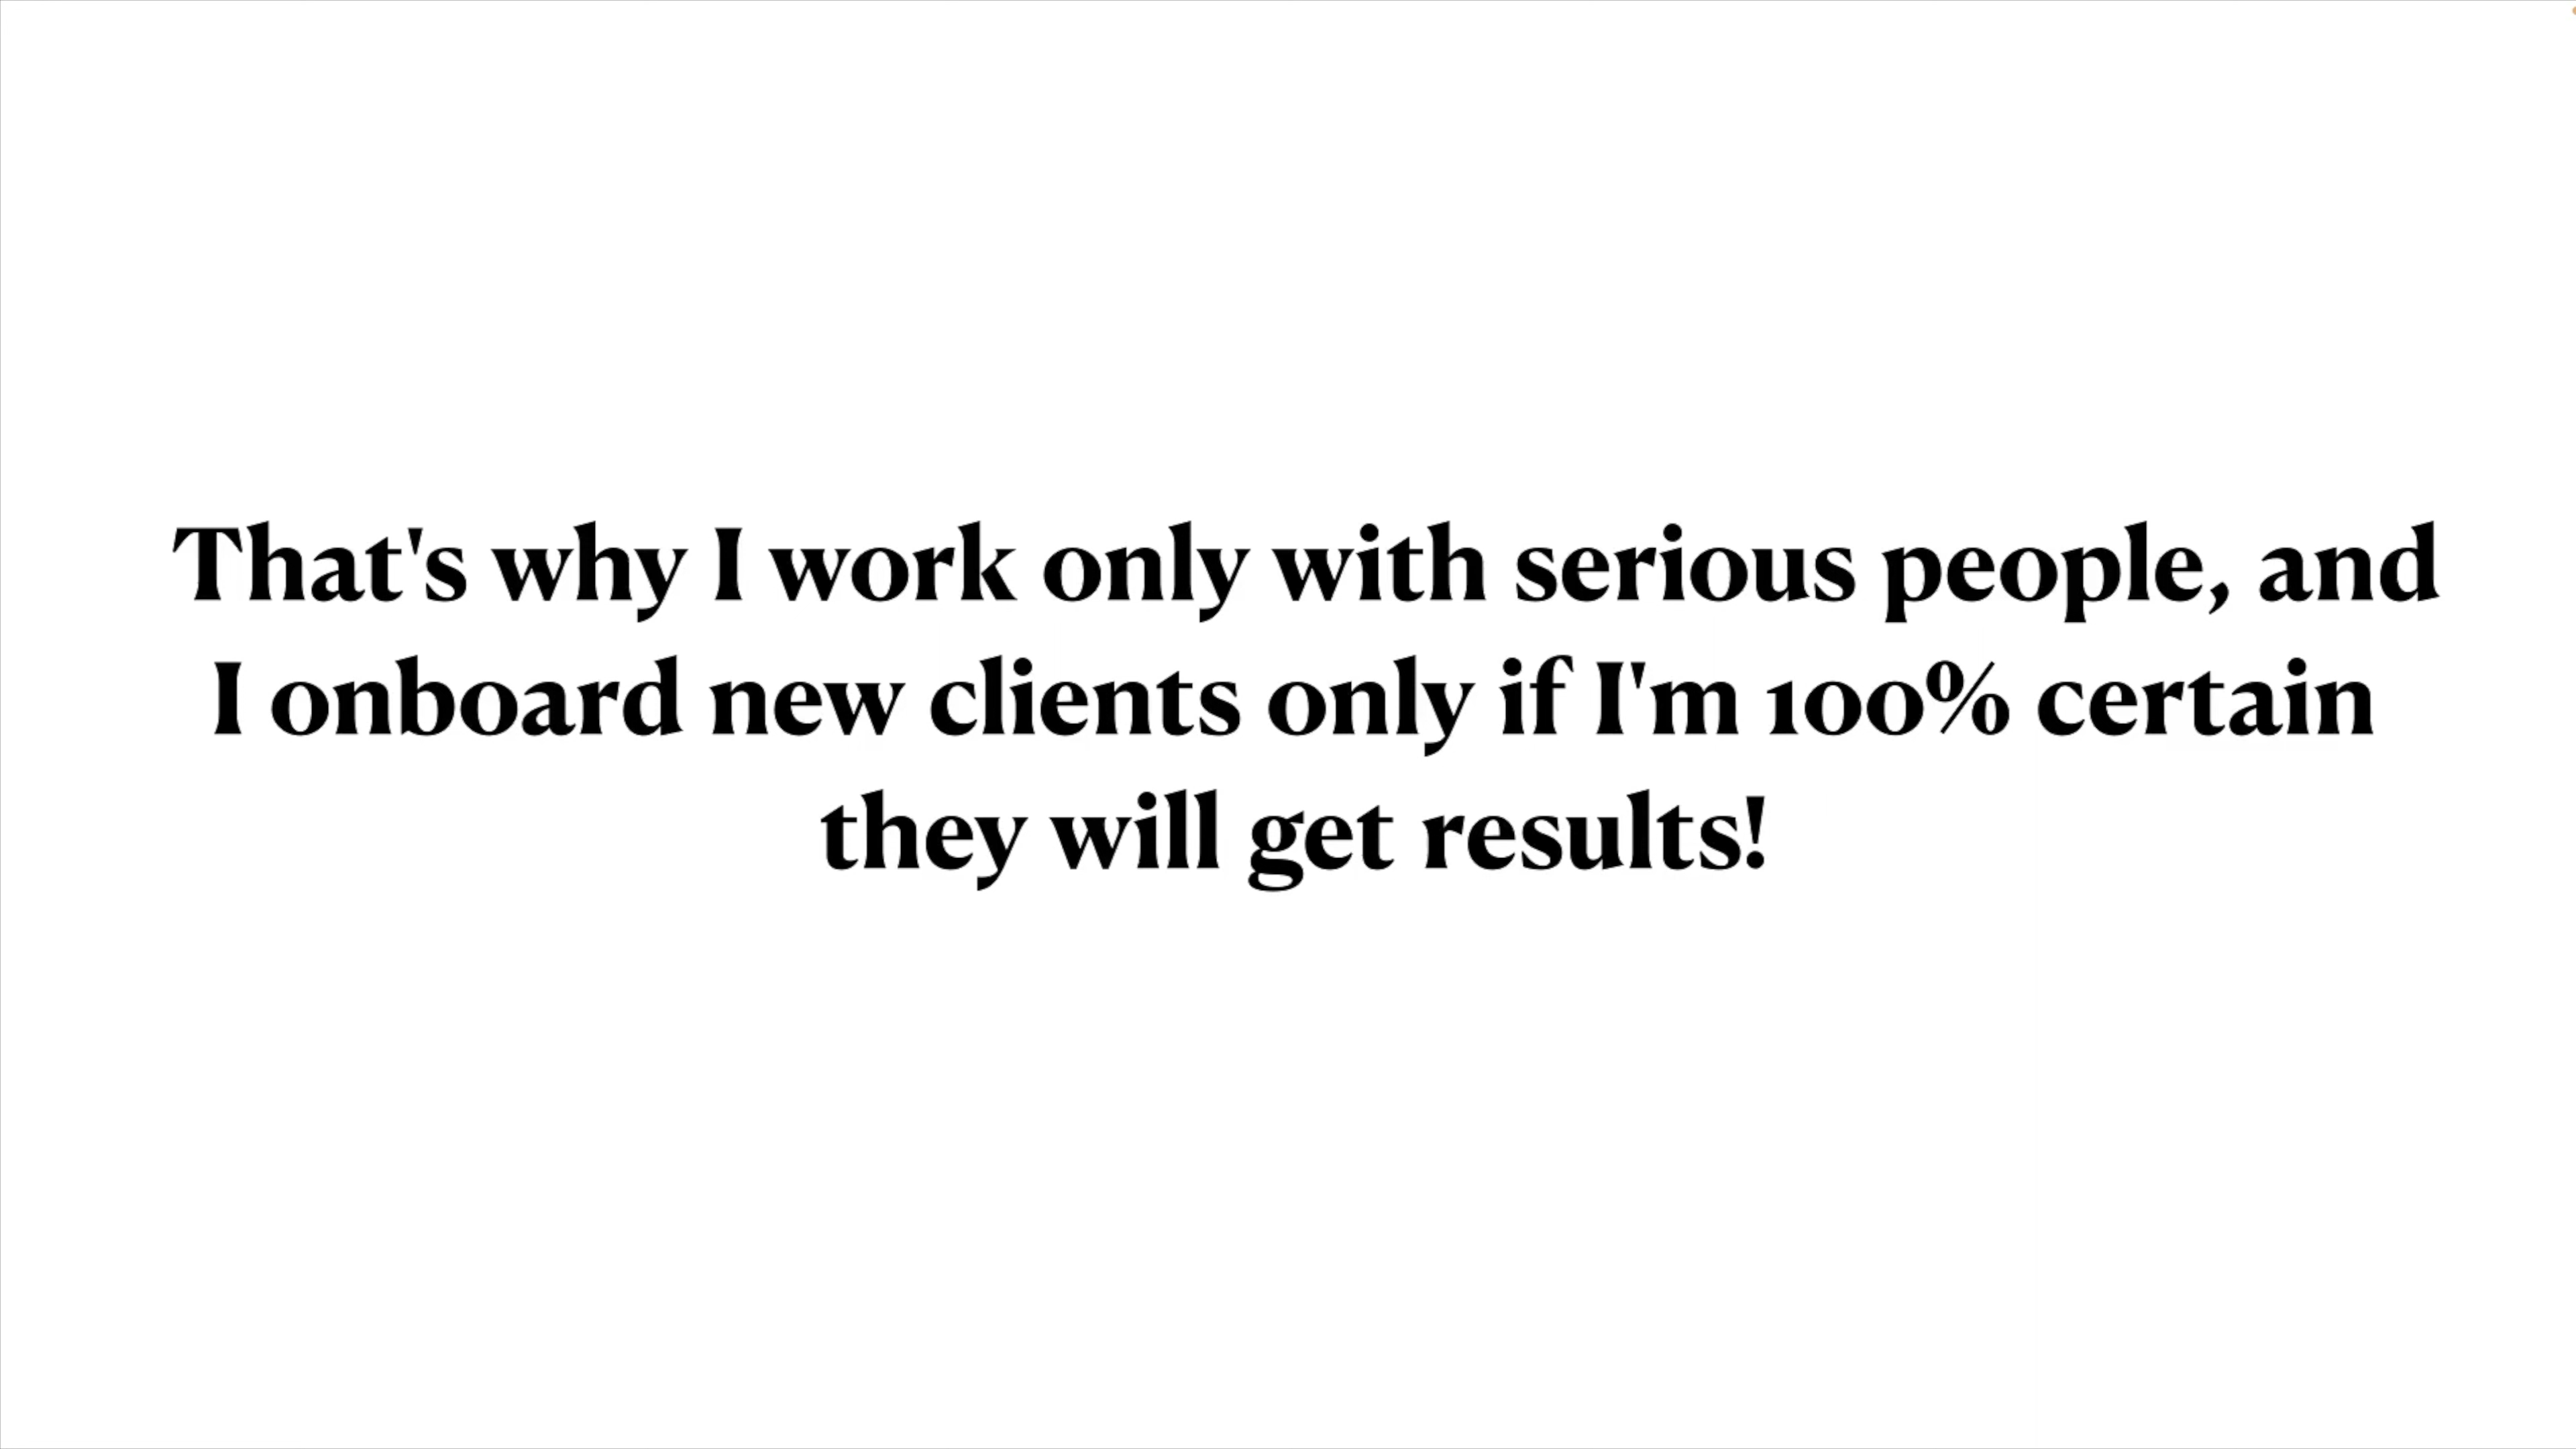 That's why I work only with serious people, and
I onboard new clients only if I'm 100% certain
they will get results!